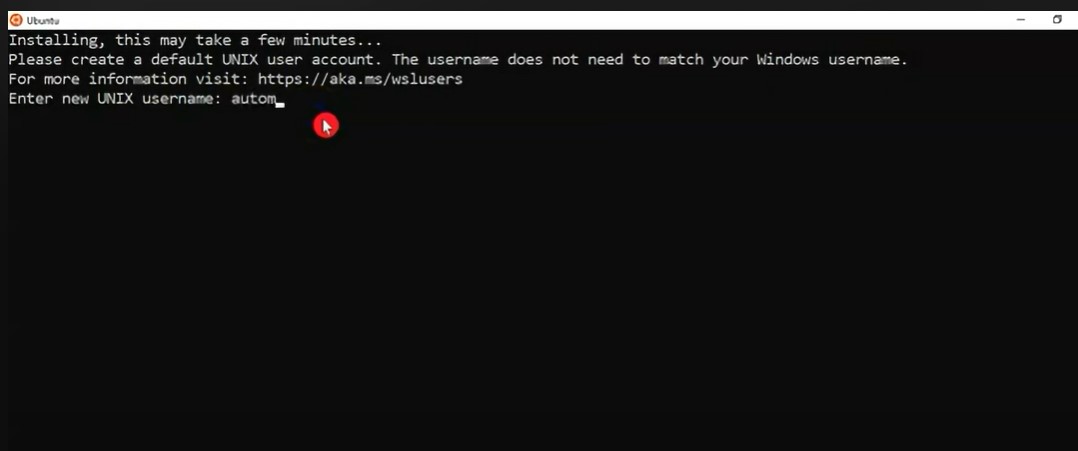 Ubuntu
Installing, this may take a few minutes...
Please create a default UNIX user account. The username does not need to match your Windows username.
For more information visit: https://aka.ms/wslusers
Enter new UNIX username: autom_